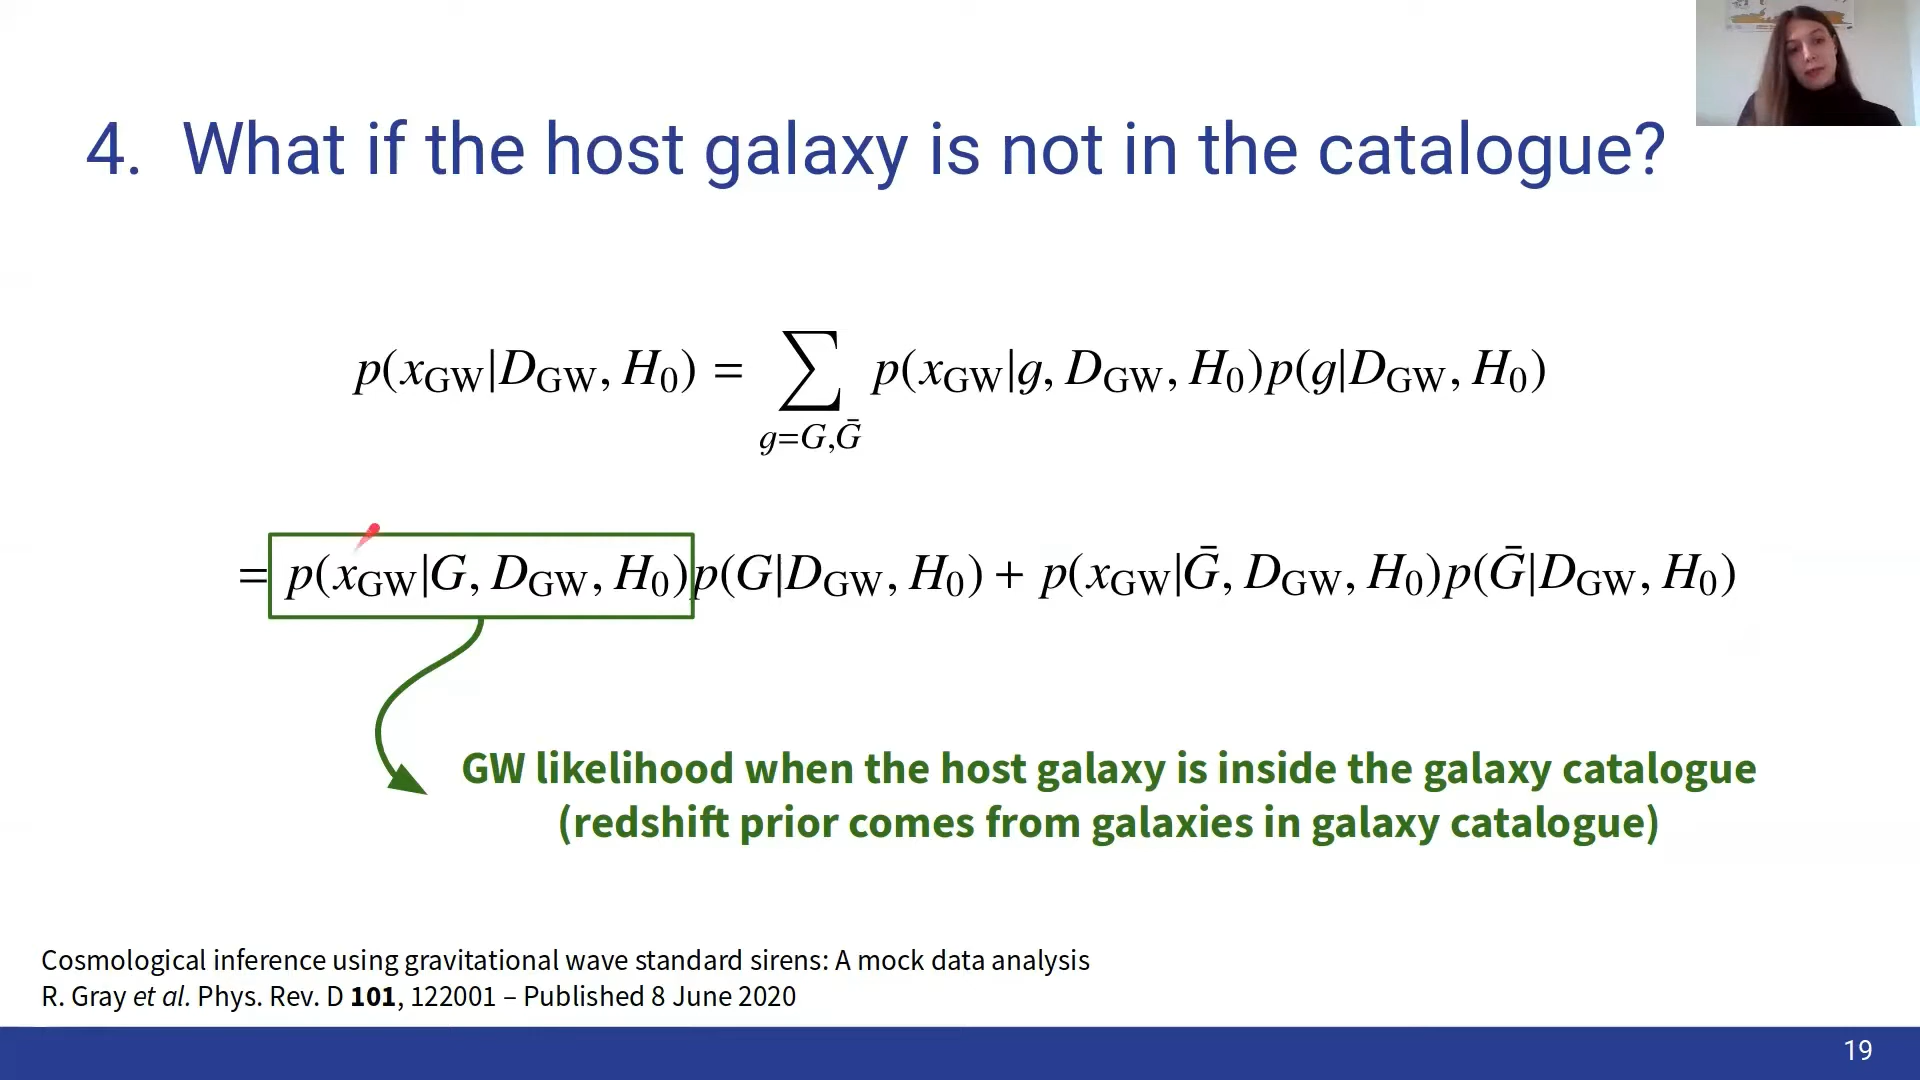 4. What if the host galaxy is not in the catalogue?
p(x_GW|D_GW, H_0) = ∑_{g=G,Ḡ} p(x_GW|g, D_GW, H_0)p(g|D_GW, H_0)
= p(x_GW|G, D_GW, H_0)p(G|D_GW, H_0) + p(x_GW|Ḡ, D_GW, H_0)p(Ḡ|D_GW, H_0)
GW likelihood when the host galaxy is inside the galaxy catalogue
(redshift prior comes from galaxies in galaxy catalogue)
Cosmological inference using gravitational wave standard sirens: A mock data analysis
R. Gray et al. Phys. Rev. D 101, 122001 – Published 8 June 2020
19